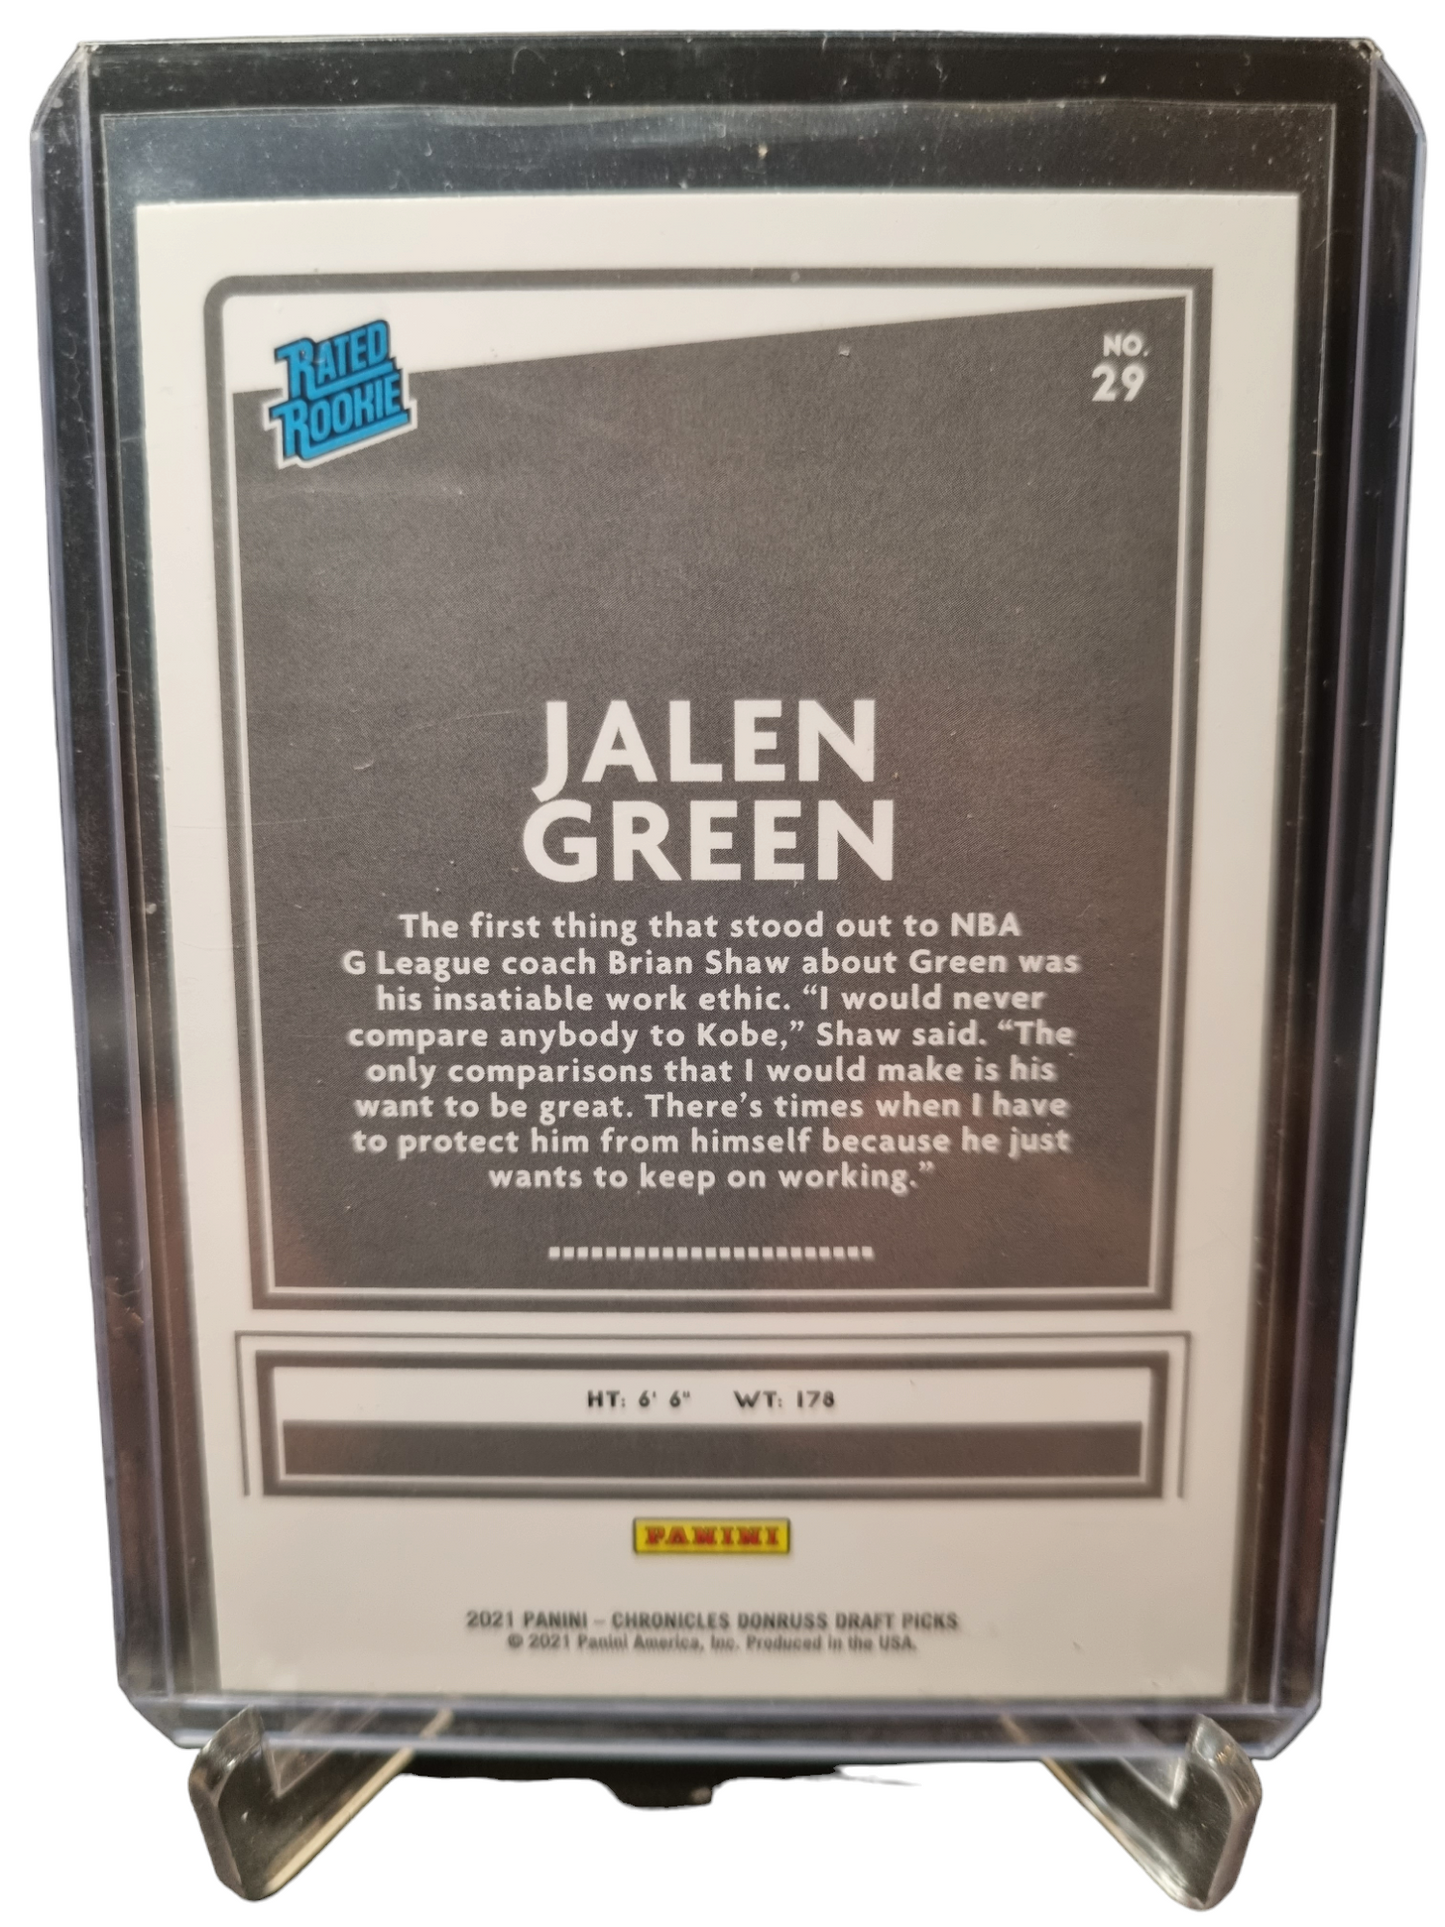 RATED
ROOKIE
NO.
29
JALEN
GREEN
The first thing that stood out to NBA
G League coach Brian Shaw about Green was
his insatiable work ethic. “I would never
compare anybody to Kobe,” Shaw said. “The
only comparisons that I would make is his
want to be great. There’s times when I have
to protect him from himself because he just
wants to keep on working.”
HT: 6' 6" WT: 178
PANINI
2021 PANINI – CHRONICLES DONRUSS DRAFT PICKS
© 2021 Panini America, Inc. Produced in the USA.